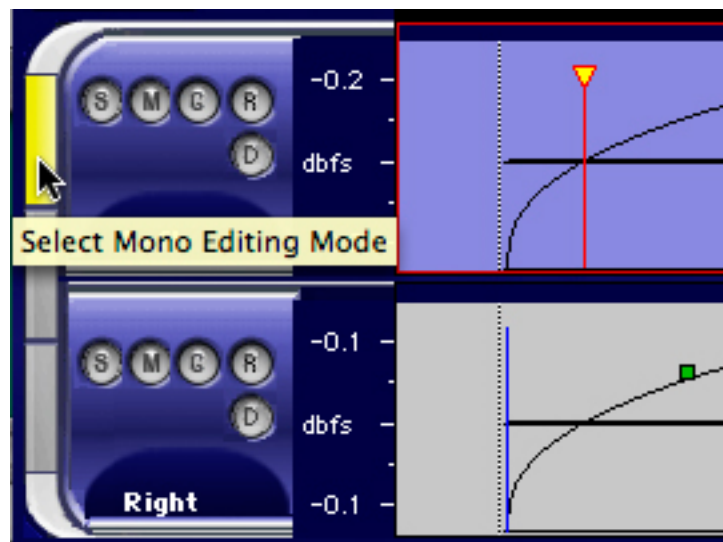 S M G R
-0.2
D
dbfs
Select Mono Editing Mode
S M G R
-0.1
D
dbfs
Right
-0.1